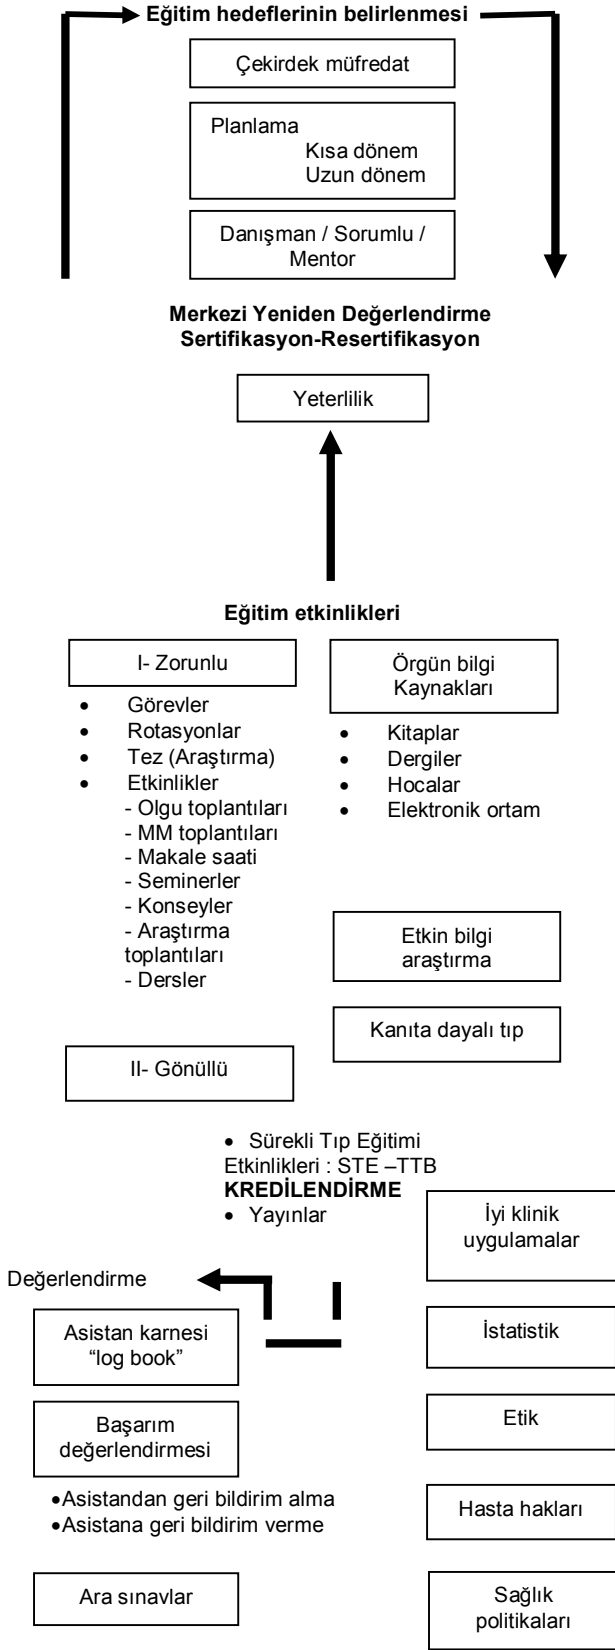 Eğitim hedeflerinin belirlenmesi
Çekirdek müfredat
Planlama
Kısa dönem
Uzun dönem
Danışman / Sorumlu /
Mentor
Merkezi Yeniden Değerlendirme
Sertifikasyon-Resertifikasyon
Yeterlilik
Eğitim etkinlikleri
I- Zorunlu
• Görevler
• Rotasyonlar
• Tez (Araştırma)
• Etkinlikler
- Olgu toplantıları
- MM toplantıları
- Makale saati
- Seminerler
- Konseyler
- Araştırma
toplantıları
- Dersler
II- Gönüllü
Örgün bilgi
Kaynakları
• Kitaplar
• Dergiler
• Hocalar
• Elektronik ortam
Etkin bilgi
araştırma
Kanıta dayalı tıp
• Sürekli Tıp Eğitimi
Etkinlikleri : STE –TTB
KREDİLENDİRME
• Yayınlar
Değerlendirme
Asistan karnesi
“log book”
Başarım
değerlendirmesi
•Asistandan geri bildirim alma
•Asistana geri bildirim verme
Ara sınavlar
İyi klinik
uygulamalar
İstatistik
Etik
Hasta hakları
Sağlık
politikaları